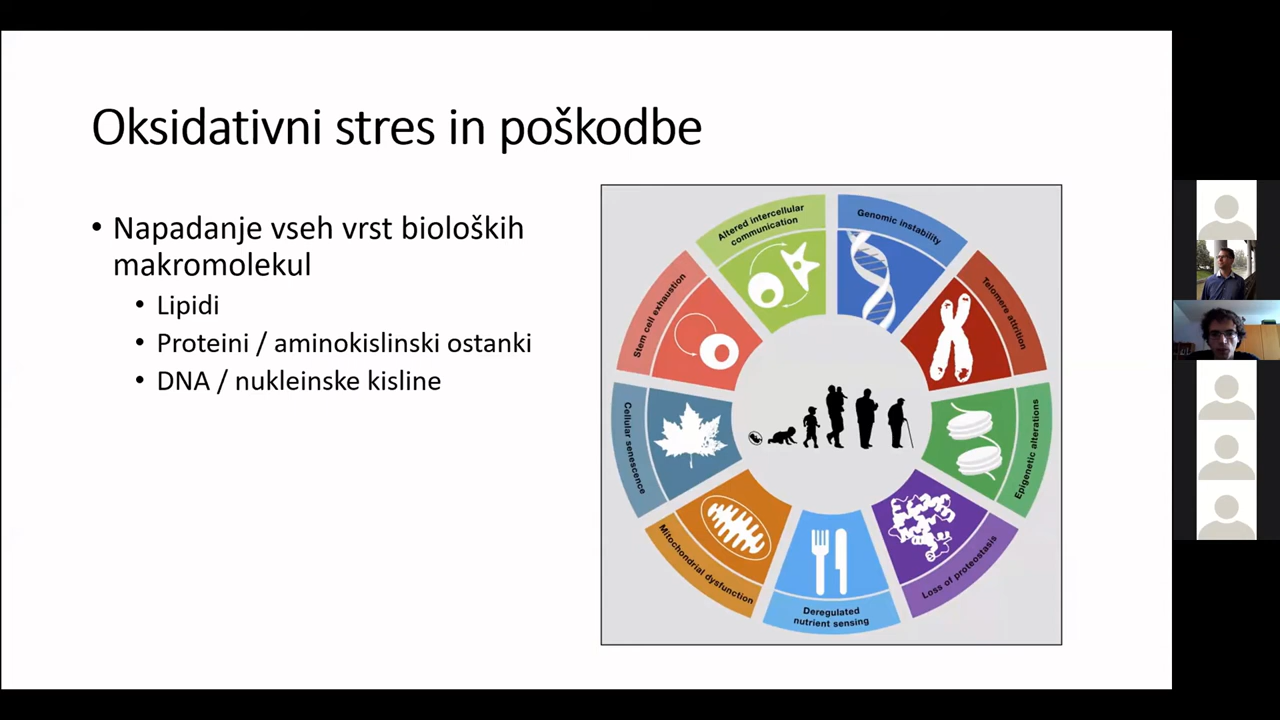 Oksidativni stres in poškodbe
• Napadanje vseh vrst bioloških
makromolekul
• Lipidi
• Proteini / aminokislinski ostanki
• DNA / nukleinske kisline
Altered intercellular
communication
Genomic instability
Telomere attrition
Epigenetic alterations
Loss of proteostasis
Deregulated
nutrient sensing
Mitochondrial dysfunction
Cellular senescence
Stem cell exhaustion